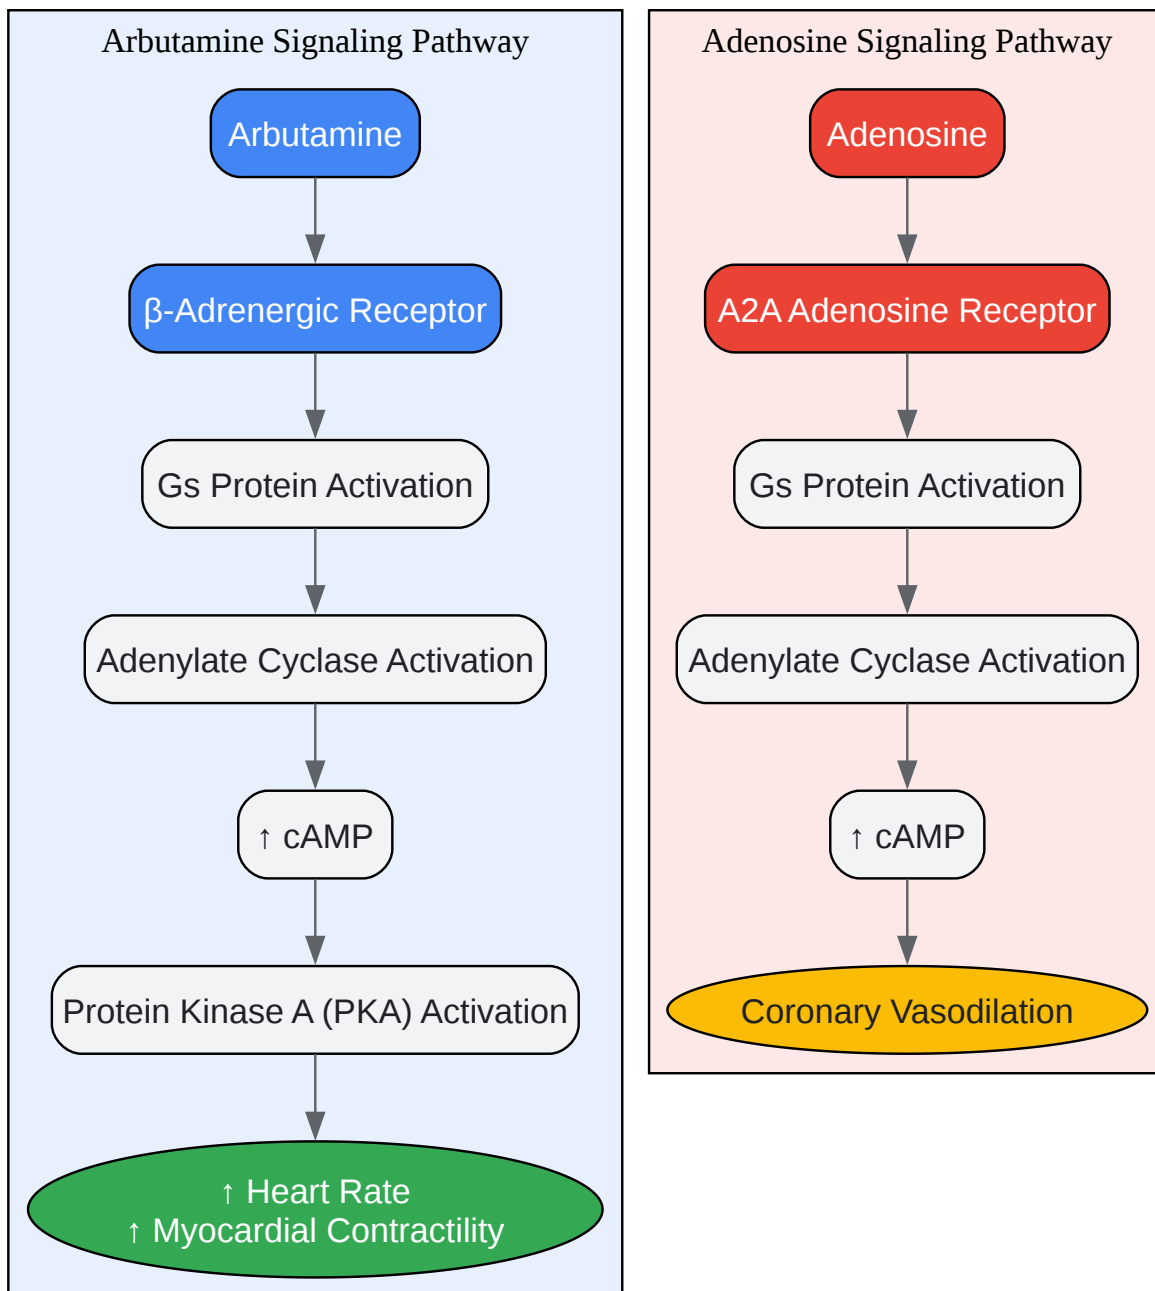 Arbutamine Signaling Pathway
Arbutamine
β-Adrenergic Receptor
Gs Protein Activation
Adenylate Cyclase Activation
↑ cAMP
Protein Kinase A (PKA) Activation
↑ Heart Rate
↑ Myocardial Contractility
Adenosine Signaling Pathway
Adenosine
A2A Adenosine Receptor
Gs Protein Activation
Adenylate Cyclase Activation
↑ cAMP
Coronary Vasodilation